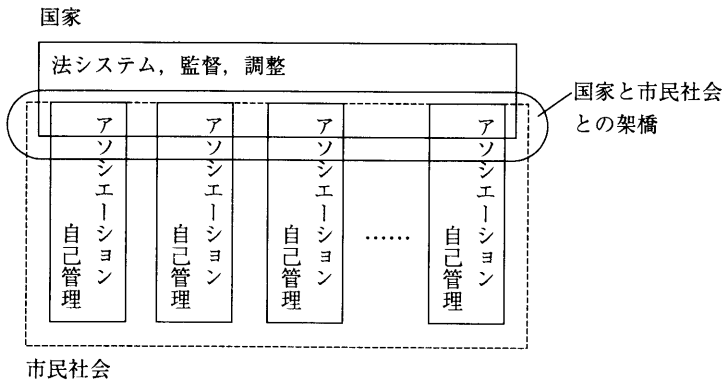 国家
法システム，監督，調整
国家と市民社会
との架橋
アソシエーション
自己管理
アソシエーション
自己管理
アソシエーション
自己管理
……
アソシエーション
自己管理
市民社会